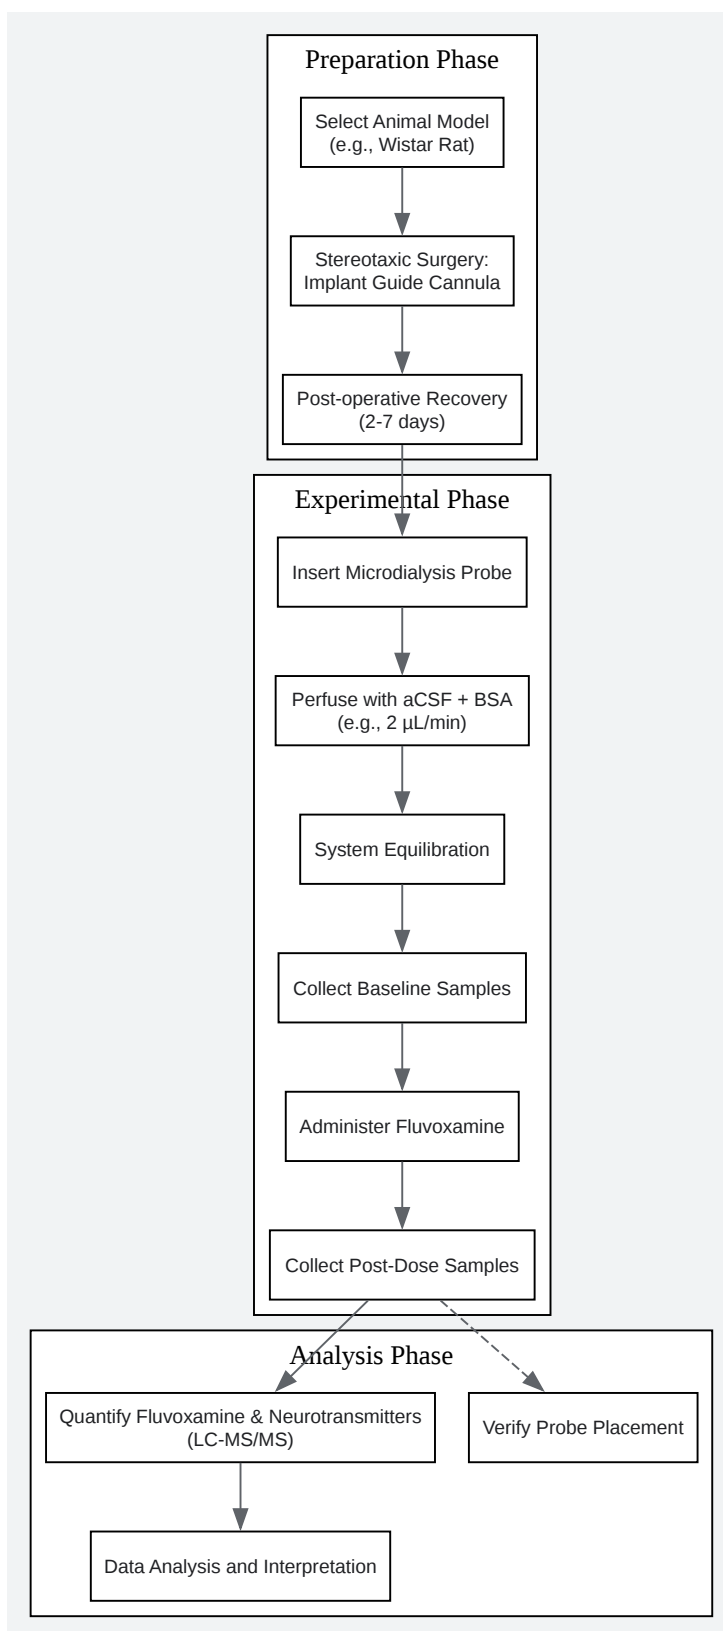 Preparation Phase
Select Animal Model
(e.g., Wistar Rat)
Stereotaxic Surgery:
Implant Guide Cannula
Post-operative Recovery
(2-7 days)
Experimental Phase
Insert Microdialysis Probe
Perfuse with aCSF + BSA
(e.g., 2 µL/min)
System Equilibration
Collect Baseline Samples
Administer Fluvoxamine
Collect Post-Dose Samples
Analysis Phase
Quantify Fluvoxamine & Neurotransmitters
(LC-MS/MS)
Verify Probe Placement
Data Analysis and Interpretation